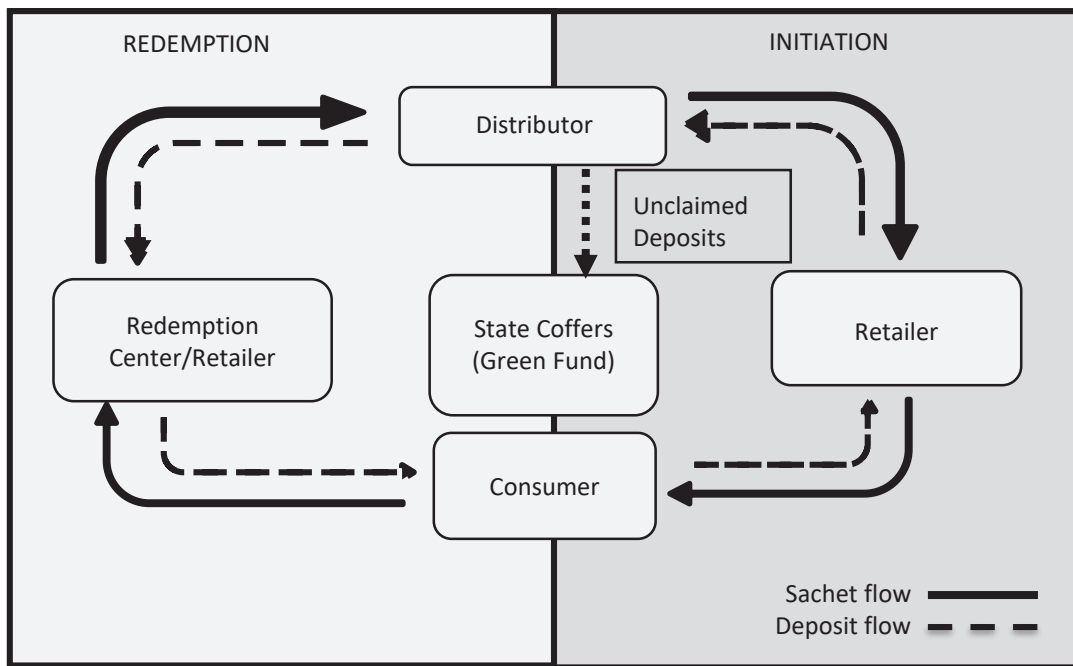 REDEMPTION
INITIATION
Distributor
Unclaimed
Deposits
Redemption
Center/Retailer
State Coffers
(Green Fund)
Retailer
Consumer
Sachet flow
Deposit flow